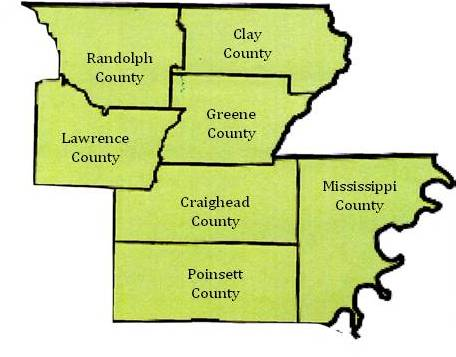 Clay
County
Randolph
County
Greene
County
Lawrence
County
Mississippi
County
Craighead
County
Poinsett
County